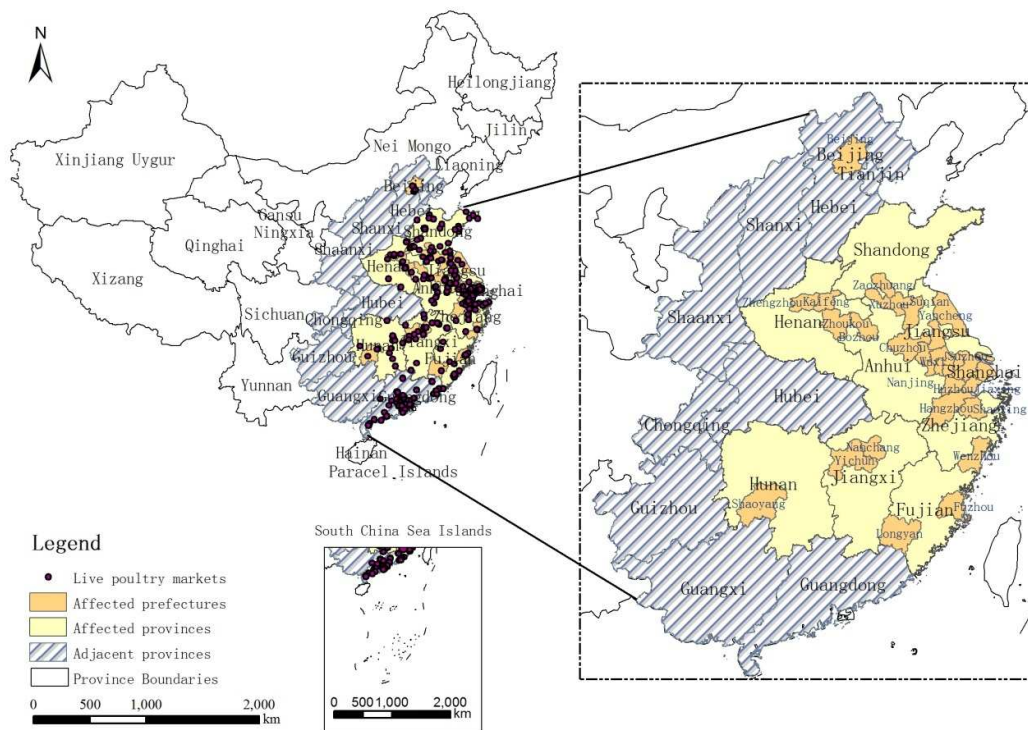 N
Heilongjiang
Jilin
Nei Mongo
Liaoning
Xinjiang Uygur
Beijing
Gansu
Ningxia
Hebei
Shanxi
Shandong
Shaanxi
Qinghai
Henan
Jiangsu
Xizang
Hubei
Sichuan
Chongqing
Zhejiang
Hunan
Guizhou
Fujian
Yunnan
Guangxi
Hainan
Paracel Islands
South China Sea Islands
0 500 1,000 2,000
km
Legend
Live poultry markets
Affected prefectures
Affected provinces
Adjacent provinces
Province Boundaries
0 500 1,000 2,000
km
Beijing
Beijing
Tianjin
Hebei
Shanxi
Shandong
Zaozhuang
Xuzhou
Suqian
Zhengzhou
Kaifeng
Yancheng
Shaanxi
Henan
Zhoukou
Bozhou
Jiangsu
Chuzhou
Anhui
Wuxi
Suzhou
Shanghai
Nanjing
Huzhou
Jiaxing
Hubei
Hangzhou
Shaoxing
Zhejiang
Chongqing
Nanchang
Yichun
Wenzhou
Jiangxi
Hunan
Shaoyang
Guizhou
Fujian
Fuzhou
Longyan
Guangxi
Guangdong